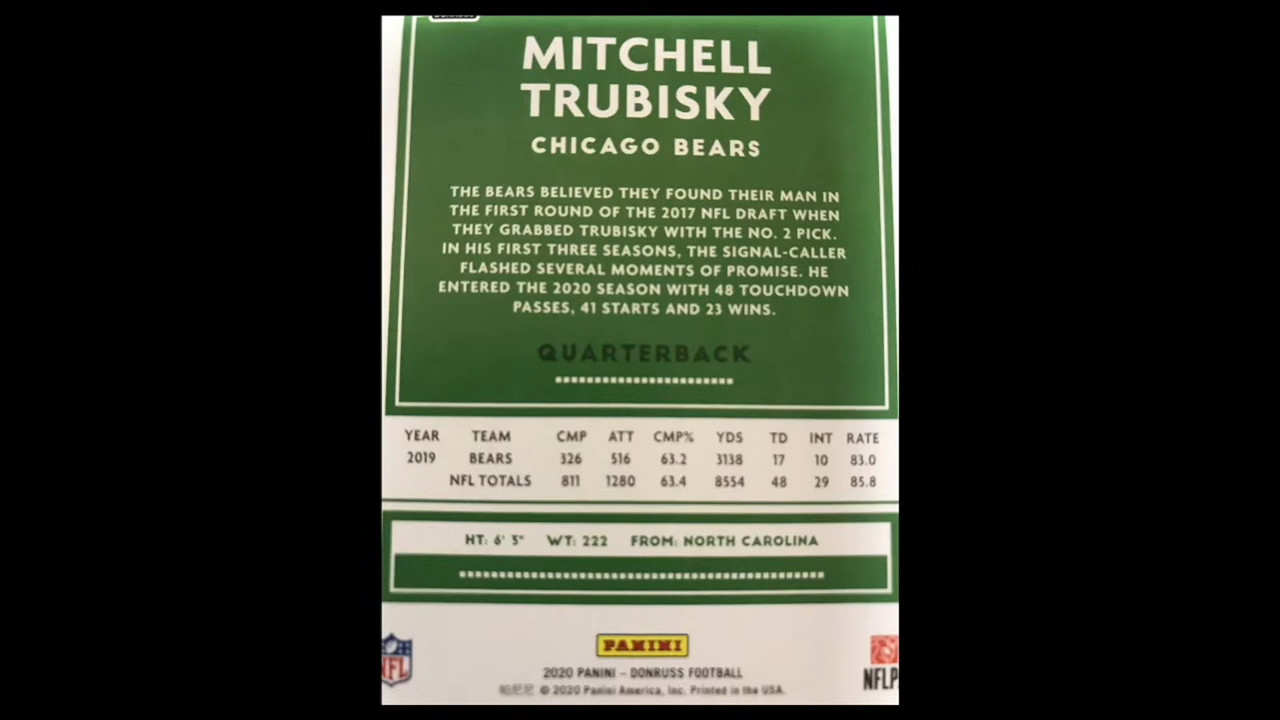 MITCHELL
TRUBISKY
CHICAGO BEARS
THE BEARS BELIEVED THEY FOUND THEIR MAN IN
THE FIRST ROUND OF THE 2017 NFL DRAFT WHEN
THEY GRABBED TRUBISKY WITH THE NO. 2 PICK.
IN HIS FIRST THREE SEASONS, THE SIGNAL-CALLER
FLASHED SEVERAL MOMENTS OF PROMISE. HE
ENTERED THE 2020 SEASON WITH 48 TOUCHDOWN
PASSES, 41 STARTS AND 23 WINS.
QUARTERBACK
YEAR TEAM CMP ATT CMP% YDS TD INT RATE
2019 BEARS 326 516 63.2 3138 17 10 83.0
NFL TOTALS 811 1280 63.4 8554 48 29 85.8
HT: 6' 3" WT: 222 FROM: NORTH CAROLINA
NFL
PANINI
NFLP
2020 PANINI – DONRUSS FOOTBALL
© 2020 Panini America, Inc. Printed in the USA.